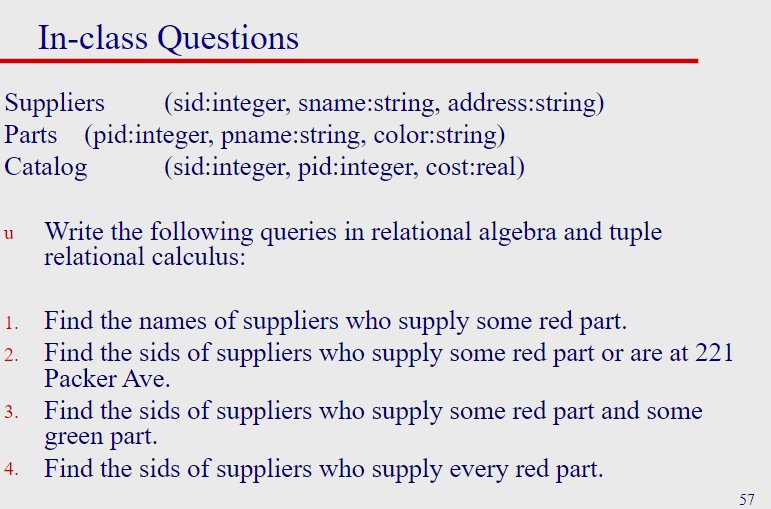 In-class Questions
Suppliers (sid:integer, sname:string, address:string)
Parts (pid:integer, pname:string, color:string)
Catalog (sid:integer, pid:integer, cost:real)
u Write the following queries in relational algebra and tuple
relational calculus:
1. Find the names of suppliers who supply some red part.
2. Find the sids of suppliers who supply some red part or are at 221
Packer Ave.
3. Find the sids of suppliers who supply some red part and some
green part.
4. Find the sids of suppliers who supply every red part.
57